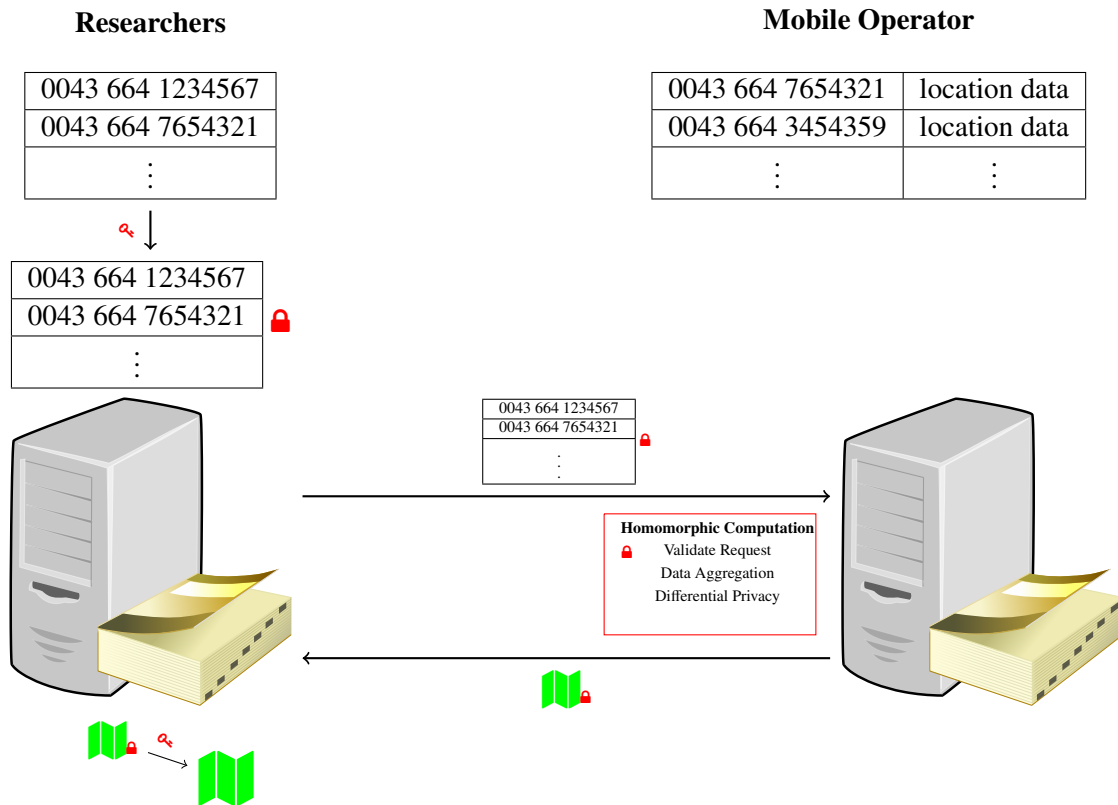 Researchers
Mobile Operator
0043 664 1234567
0043 664 7654321
⋮
0043 664 7654321 location data
0043 664 3454359 location data
⋮ ⋮
0043 664 1234567
0043 664 7654321
⋮
0043 664 1234567
0043 664 7654321
⋮
Homomorphic Computation
Validate Request
Data Aggregation
Differential Privacy